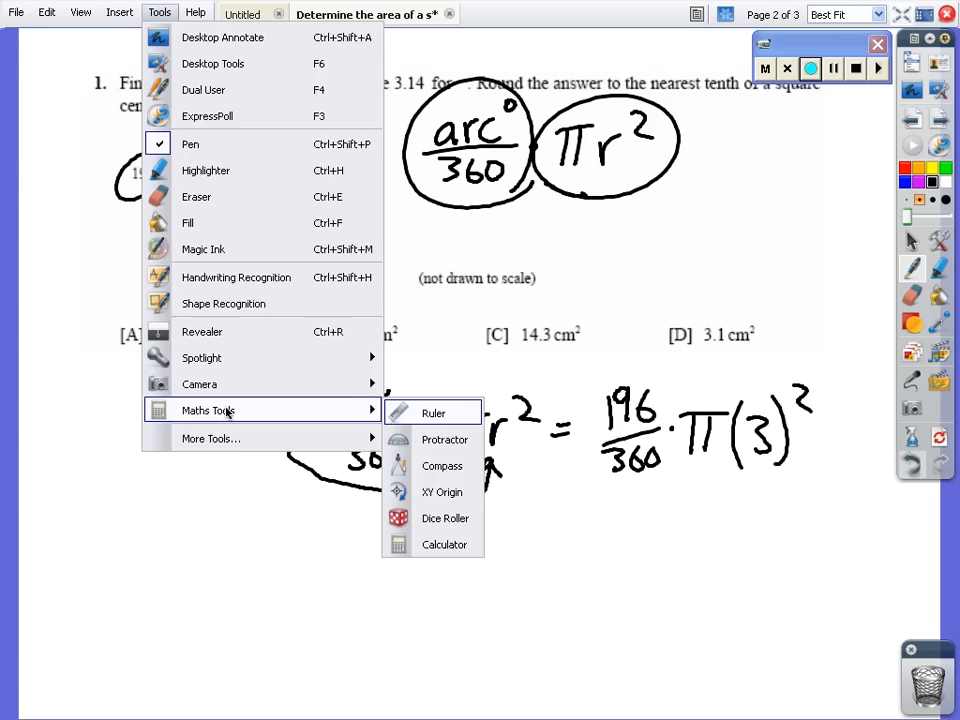 File Edit View Insert Tools Help Untitled Determine the area of a s* Page 2 of 3 Best Fit
Desktop Annotate Ctrl+Shift+A
Desktop Tools F6
Dual User F4
ExpressPoll F3
Pen Ctrl+Shift+P
Highlighter Ctrl+H
Eraser Ctrl+E
Fill Ctrl+F
Magic Ink Ctrl+Shift+M
Handwriting Recognition Ctrl+Shift+H
Shape Recognition
Revealer Ctrl+R
Spotlight
Camera
Maths Tools
More Tools...
Ruler
Protractor
Compass
XY Origin
Dice Roller
Calculator
M
1. Fin e 3.14 for . Round the answer to the nearest tenth of a square
cen
19
arc°
360
πr²
(not drawn to scale)
[A] m² [C] 14.3 cm² [D] 3.1 cm²
r² = 196/360 · π(3)²